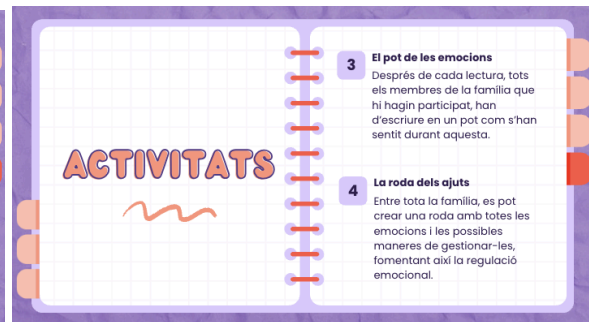 ACTIVITATS
3
El pot de les emocions
Després de cada lectura, tots
els membres de la família que
hi hagin participat, han
d'escriure en un pot com s'han
sentit durant aquesta.
4
La roda dels ajuts
Entre tota la família, es pot
crear una roda amb totes les
emocions i les possibles
maneres de gestionar-les,
fomentant així la regulació
emocional.